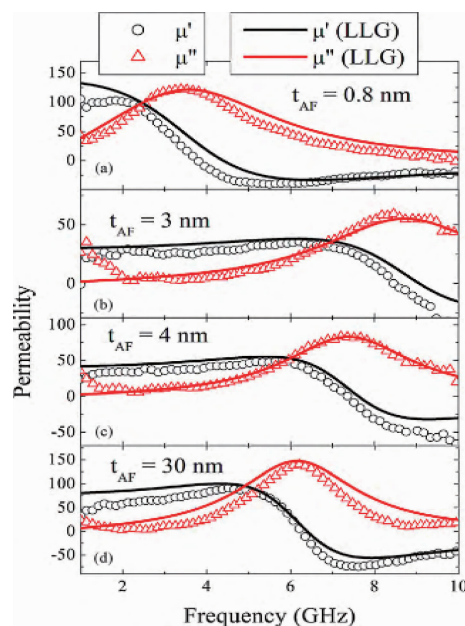 μ' μ' (LLG)
μ'' μ'' (LLG)
150
100
50
0
-50
t_AF = 0.8 nm
(a)
50
0
t_AF = 3 nm
(b)
Permeability
100
50
0
-50
t_AF = 4 nm
(c)
150
100
50
0
-50
t_AF = 30 nm
(d)
2 4 6 8 10
Frequency (GHz)